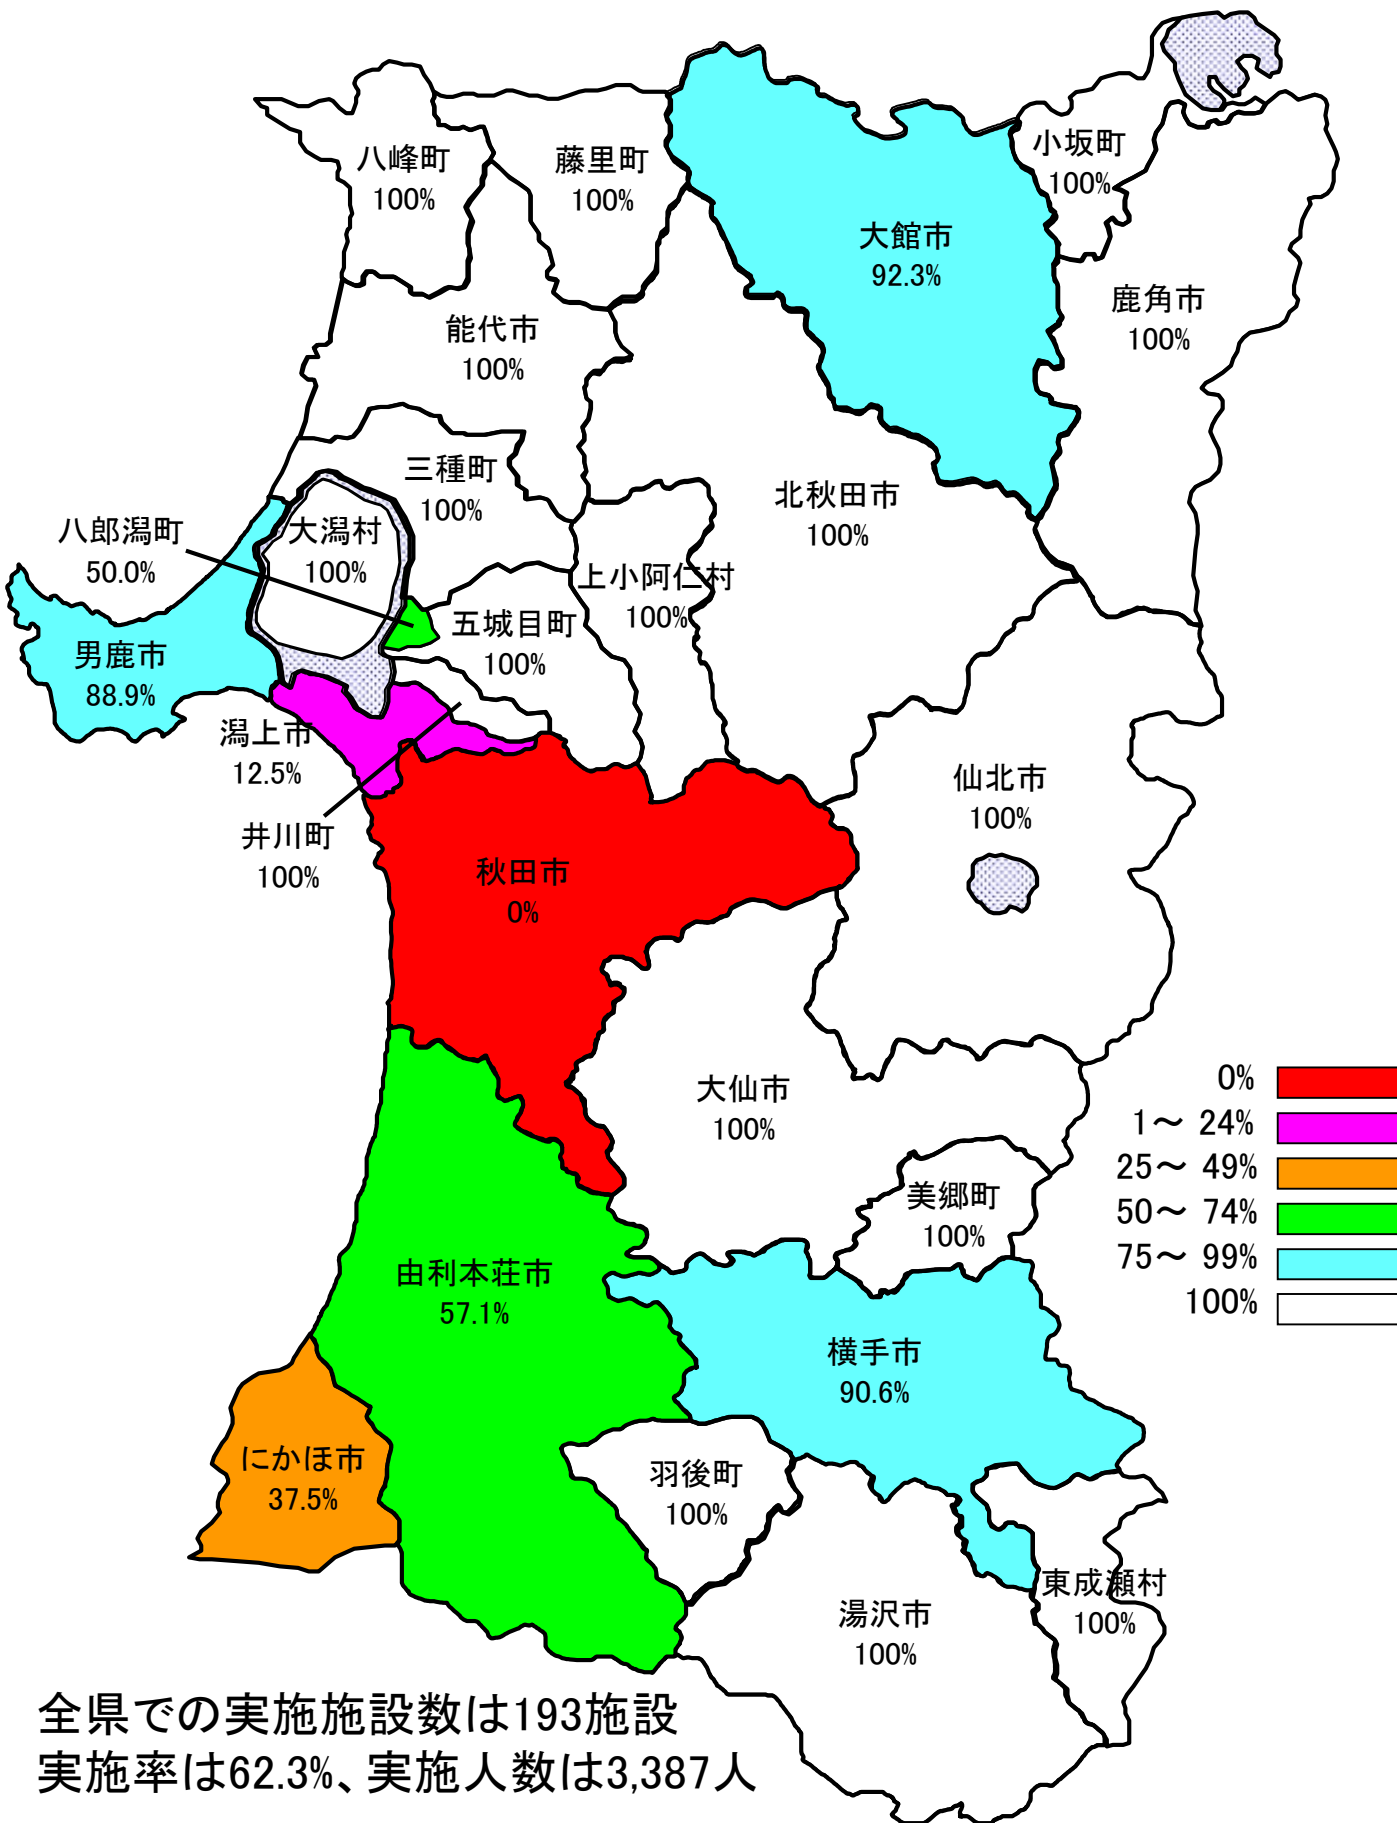 八峰町
100%
藤里町
100%
小坂町
100%
大館市
92.3%
鹿角市
100%
能代市
100%
三種町
100%
北秋田市
100%
八郎潟町
50.0%
大潟村
100%
上小阿仁村
100%
五城目町
100%
男鹿市
88.9%
潟上市
12.5%
井川町
100%
仙北市
100%
秋田市
0%
大仙市
100%
美郷町
100%
由利本荘市
57.1%
横手市
90.6%
にかほ市
37.5%
羽後町
100%
東成瀬村
100%
湯沢市
100%
0%
1～ 24%
25～ 49%
50～ 74%
75～ 99%
100%
全県での実施施設数は193施設
実施率は62.3%、実施人数は3,387人